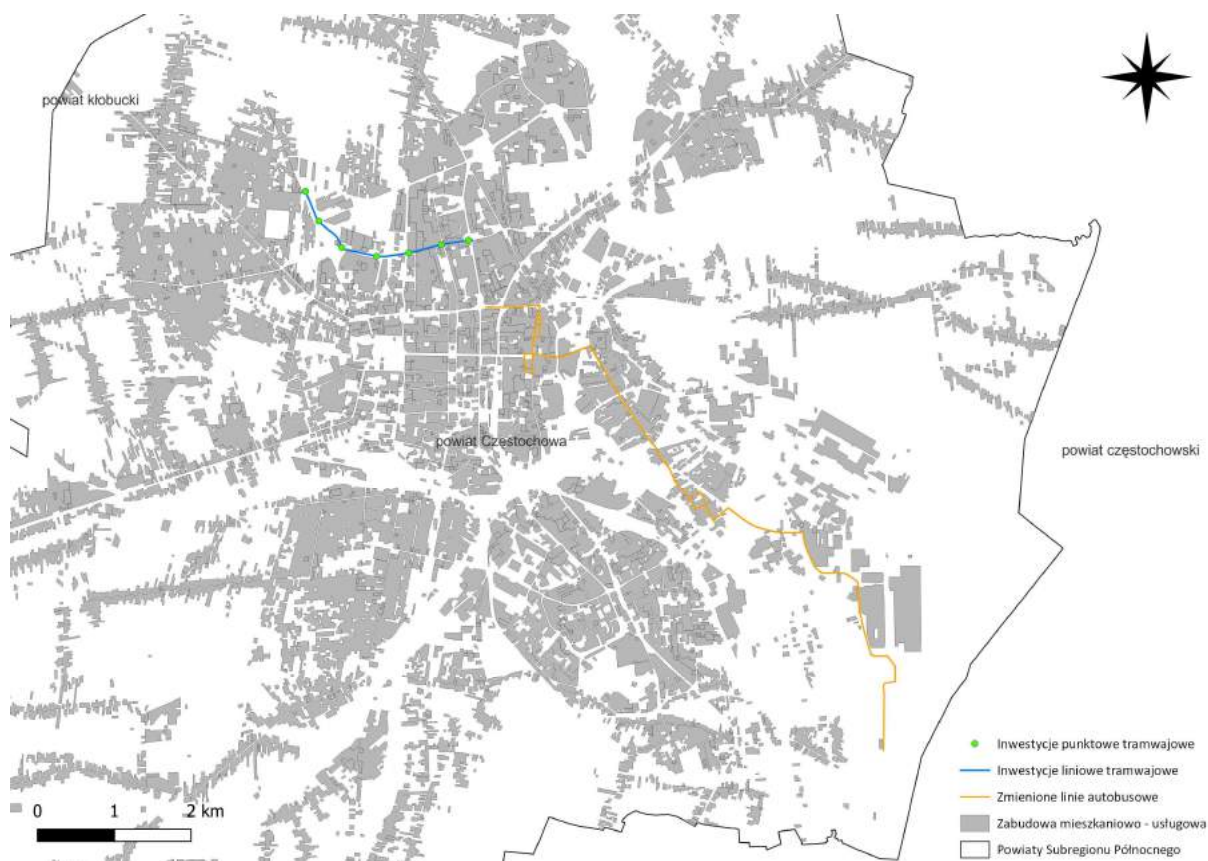 powiat kłobucki
powiat Częstochowa
powiat częstochowski
Inwestycje punktowe tramwajowe
Inwestycje liniowe tramwajowe
Zmienione linie autobusowe
Zabudowa mieszkaniowo - usługowa
Powiaty Subregionu Północnego
0 1 2 km